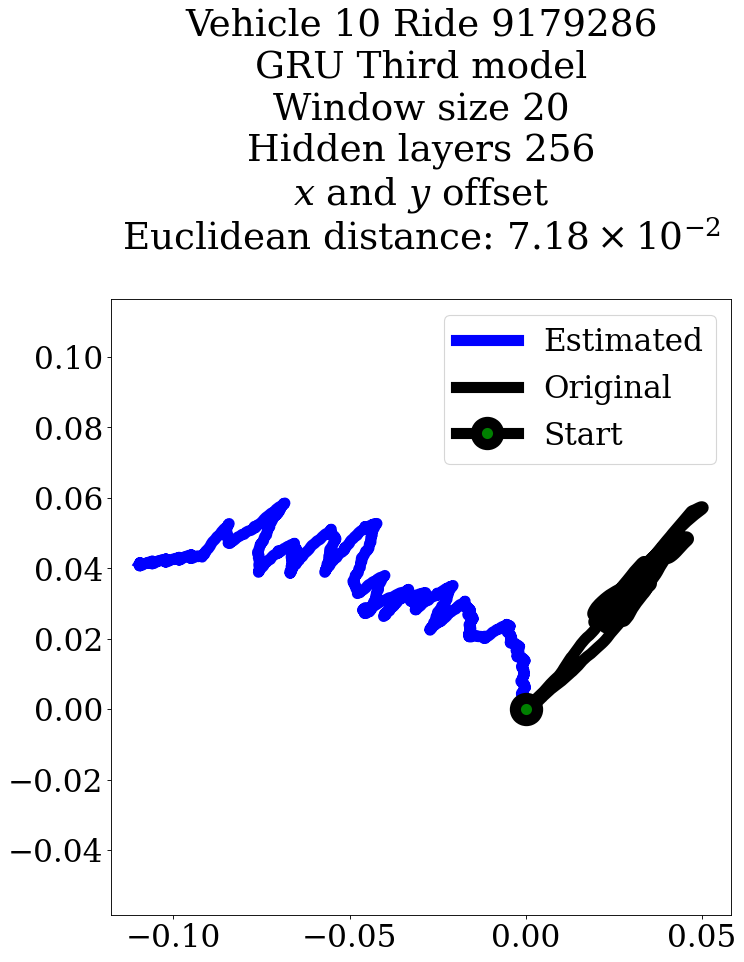 Vehicle 10 Ride 9179286
GRU Third model
Window size 20
Hidden layers 256
x and y offset
Euclidean distance: 7.18 × 10⁻²
Estimated
Original
Start
0.10
0.08
0.06
0.04
0.02
0.00
−0.02
−0.04
−0.10 −0.05 0.00 0.05